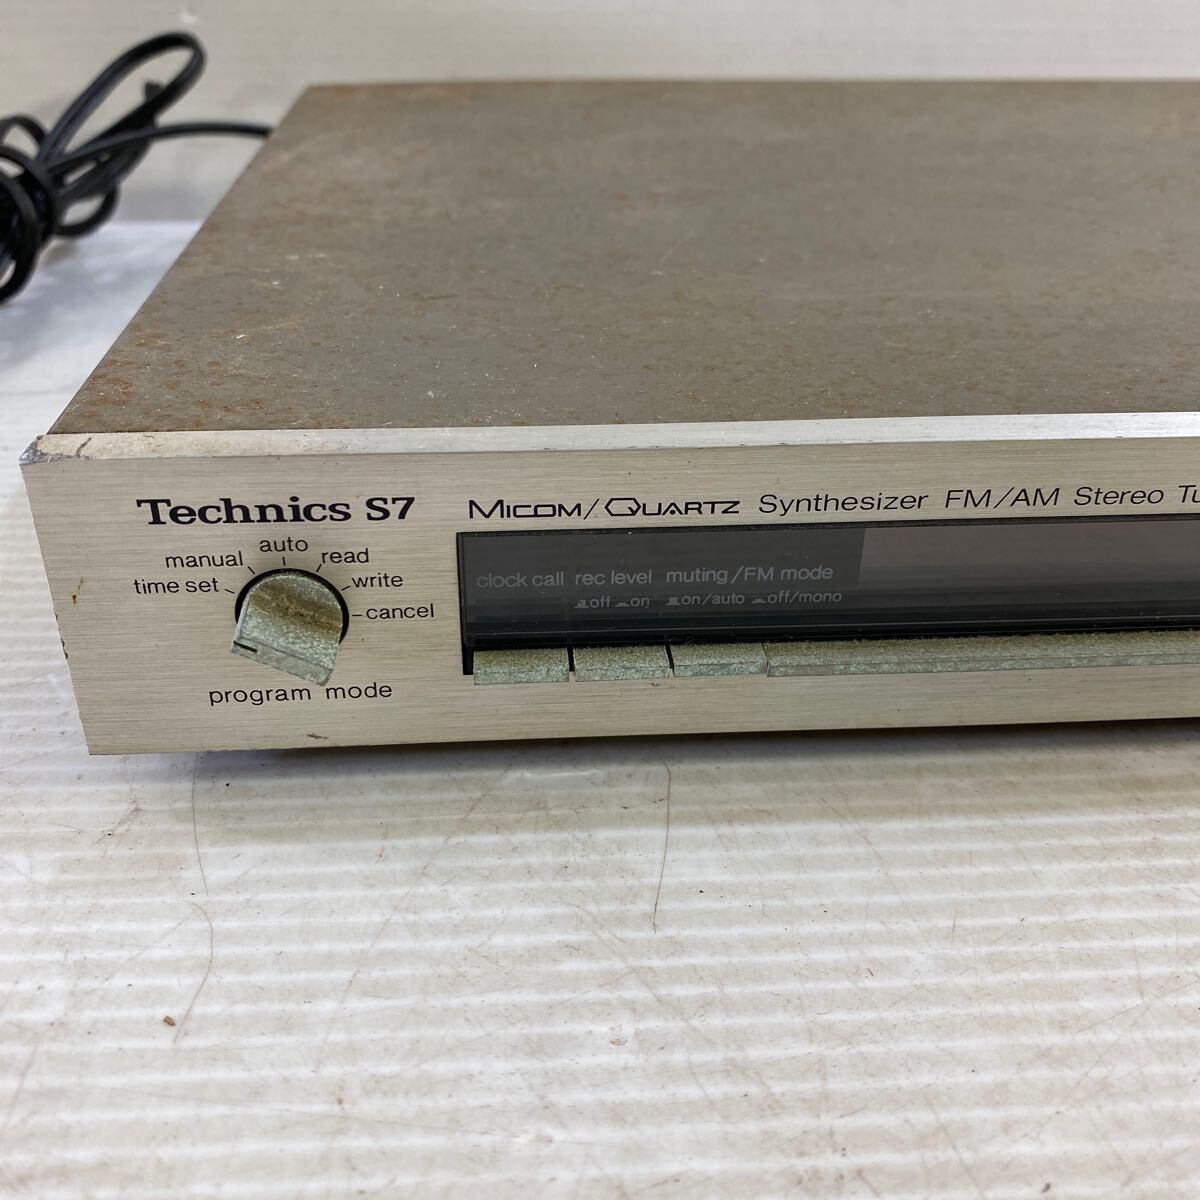 Technics S7
MICOM/QUARTZ Synthesizer FM/AM Stereo Tu
auto
manual
read
time set
write
cancel
program mode
clock call
rec level
muting/FM mode
off on
on/auto off/mono